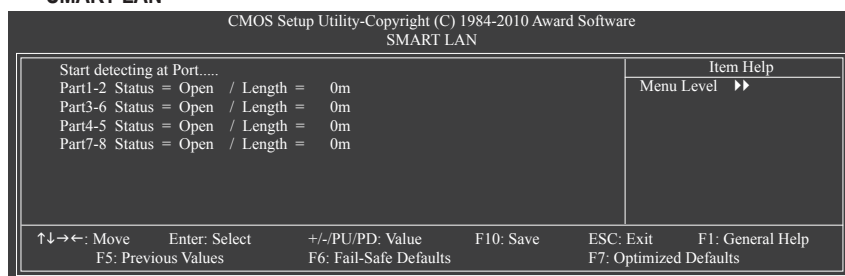 SMART LAN
CMOS Setup Utility-Copyright (C) 1984-2010 Award Software
SMART LAN
Start detecting at Port.....
Part1-2 Status = Open / Length = 0m
Part3-6 Status = Open / Length = 0m
Part4-5 Status = Open / Length = 0m
Part7-8 Status = Open / Length = 0m
Item Help
Menu Level ▶▶
↑↓→←: Move Enter: Select +/-/PU/PD: Value F10: Save ESC: Exit F1: General Help
F5: Previous Values F6: Fail-Safe Defaults F7: Optimized Defaults